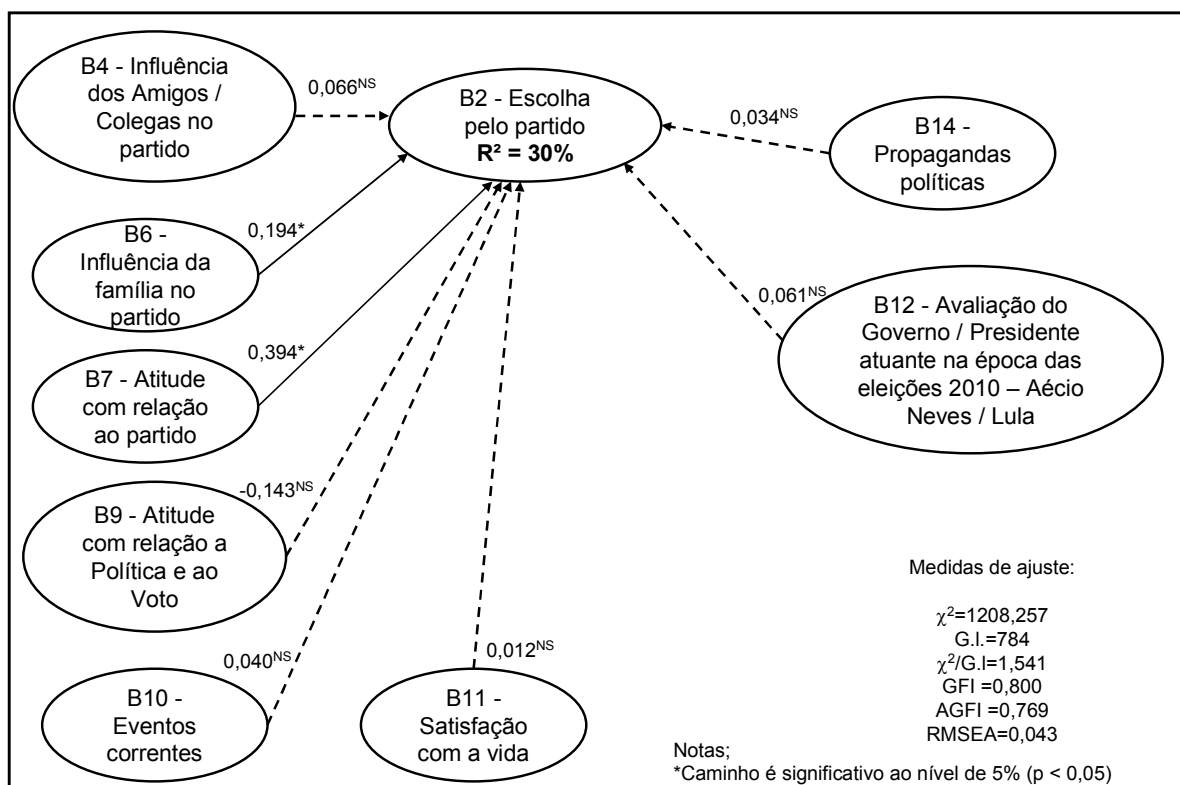 B4 - Influência
dos Amigos /
Colegas no
partido
0,066NS
B2 - Escolha
pelo partido
R² = 30%
0,034NS
B14 -
Propagandas
políticas
B6 -
Influência da
família no
partido
0,194*
B7 - Atitude
com relação
ao partido
0,394*
0,061NS
B12 - Avaliação do
Governo / Presidente
atuante na época das
eleições 2010 – Aécio
Neves / Lula
B9 - Atitude
com relação a
Política e ao
Voto
-0,143NS
B10 -
Eventos
correntes
0,040NS
B11 -
Satisfação
com a vida
0,012NS
Medidas de ajuste:
χ²=1208,257
G.l.=784
χ²/G.l=1,541
GFI =0,800
AGFI =0,769
RMSEA=0,043
Notas;
*Caminho é significativo ao nível de 5% (p < 0,05)